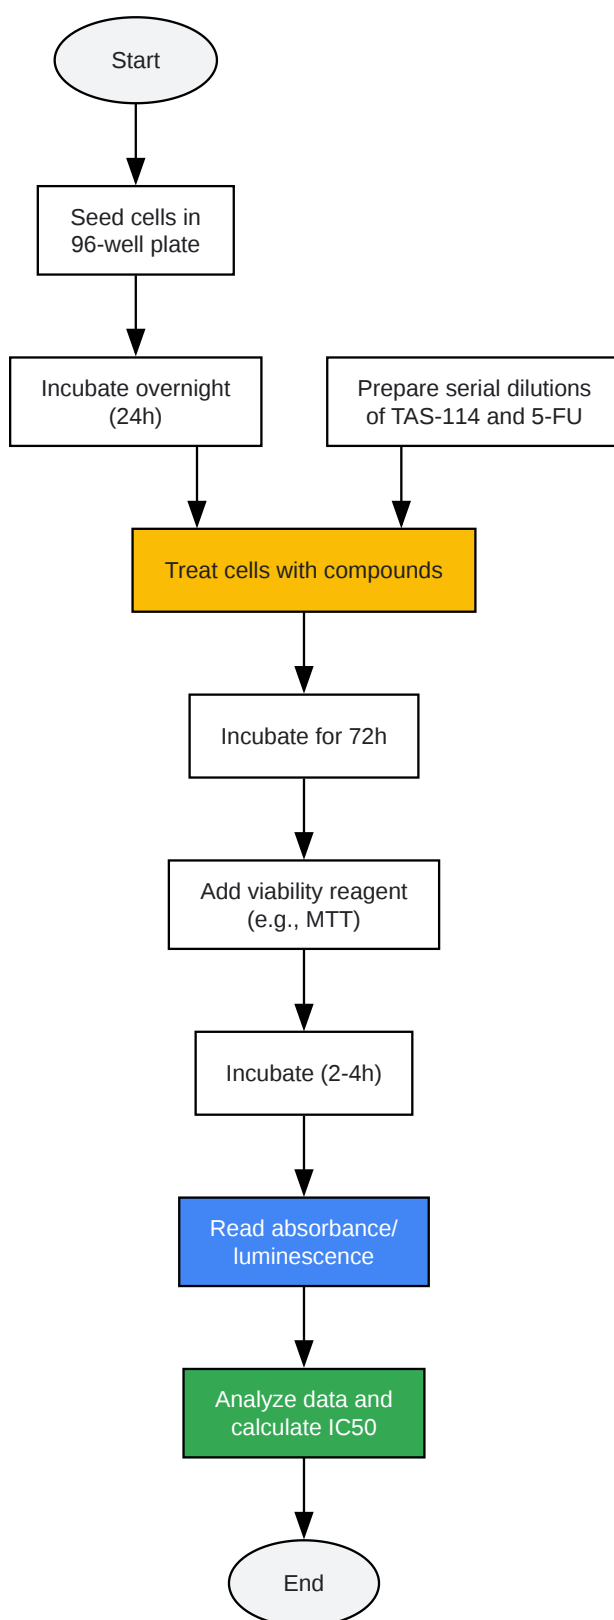 Start
Seed cells in
96-well plate
Incubate overnight
(24h)
Prepare serial dilutions
of TAS-114 and 5-FU
Treat cells with compounds
Incubate for 72h
Add viability reagent
(e.g., MTT)
Incubate (2-4h)
Read absorbance/
luminescence
Analyze data and
calculate IC50
End